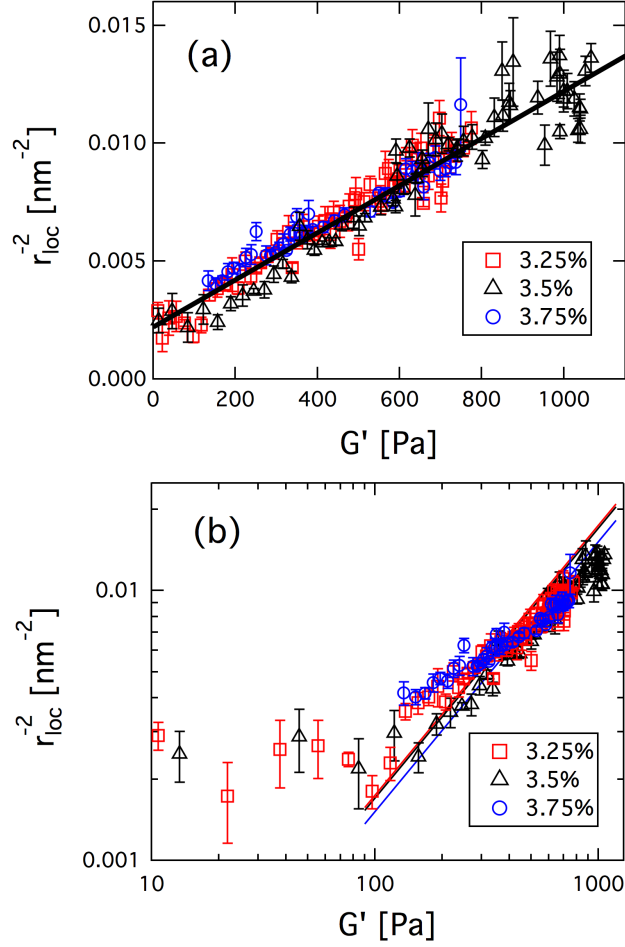 (a)
0.015
0.010
0.005
0.000
r_loc^-2 [nm^-2]
3.25%
3.5%
3.75%
0 200 400 600 800 1000
G' [Pa]
(b)
0.01
0.001
r_loc^-2 [nm^-2]
3.25%
3.5%
3.75%
10 100 1000
G' [Pa]